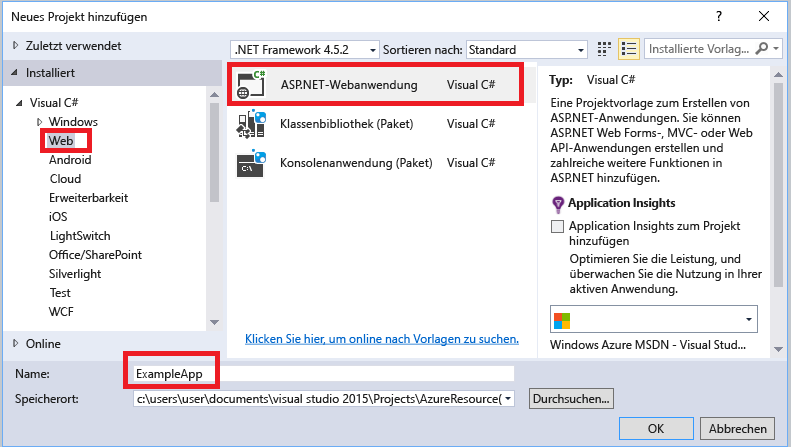 Neues Projekt hinzufügen
Zuletzt verwendet
.NET Framework 4.5.2
Sortieren nach:
Standard
Installierte Vorlag...
Installiert
Visual C#
Windows
Web
Android
Cloud
Erweiterbarkeit
iOS
LightSwitch
Office/SharePoint
Silverlight
Test
WCF
Online
ASP.NET-Webanwendung Visual C#
Klassenbibliothek (Paket) Visual C#
Konsolenanwendung (Paket) Visual C#
Klicken Sie hier, um online nach Vorlagen zu suchen.
Typ: Visual C#
Eine Projektvorlage zum Erstellen von
ASP.NET-Anwendungen. Sie können
ASP.NET Web Forms-, MVC- oder Web
API-Anwendungen erstellen und
zahlreiche weitere Funktionen in
ASP.NET hinzufügen.
Application Insights
Application Insights zum Projekt
hinzufügen
Optimieren Sie die Leistung, und
überwachen Sie die Nutzung in Ihrer
aktiven Anwendung.
Windows Azure MSDN - Visual Stud...
Name: ExampleApp
Speicherort: c:\users\user\documents\visual studio 2015\Projects\AzureResource(
Durchsuchen...
OK
Abbrechen